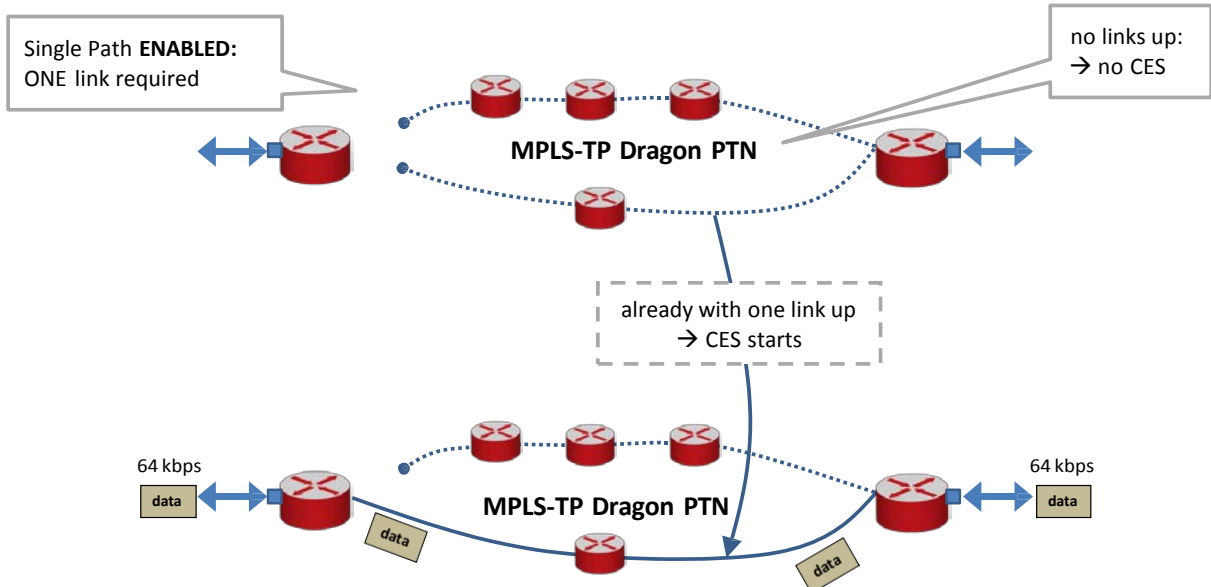 Single Path ENABLED:
ONE link required
no links up:
→ no CES
MPLS-TP Dragon PTN
already with one link up
→ CES starts
64 kbps
data
64 kbps
data
MPLS-TP Dragon PTN
data
data